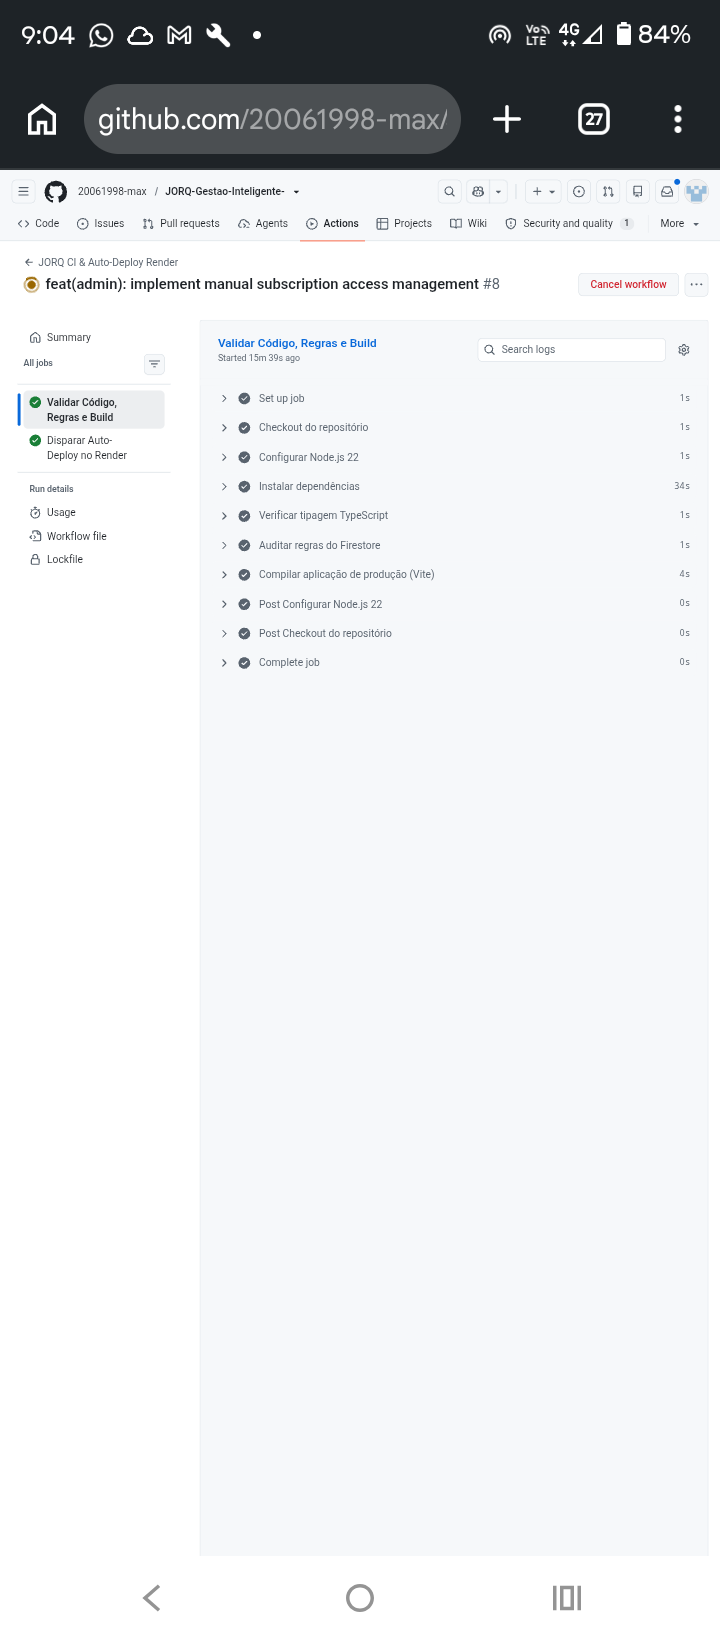 9:04
Vo) LTE 4G 84%
github.com/20061998-max/
27
20061998-max / JORQ-Gestao-Inteligente-
Code Issues Pull requests Agents Actions Projects Wiki Security and quality 1 More
JORQ CI & Auto-Deploy Render
feat(admin): implement manual subscription access management #8
Cancel workflow
Summary
All jobs
Validar Código,
Regras e Build
Disparar Auto-
Deploy no Render
Run details
Usage
Workflow file
Lockfile
Validar Código, Regras e Build
Started 15m 39s ago
Search logs
Set up job 1s
Checkout do repositório 1s
Configurar Node.js 22 1s
Instalar dependências 34s
Verificar tipagem TypeScript 1s
Auditar regras do Firestore 1s
Compilar aplicação de produção (Vite) 4s
Post Configurar Node.js 22 0s
Post Checkout do repositório 0s
Complete job 0s